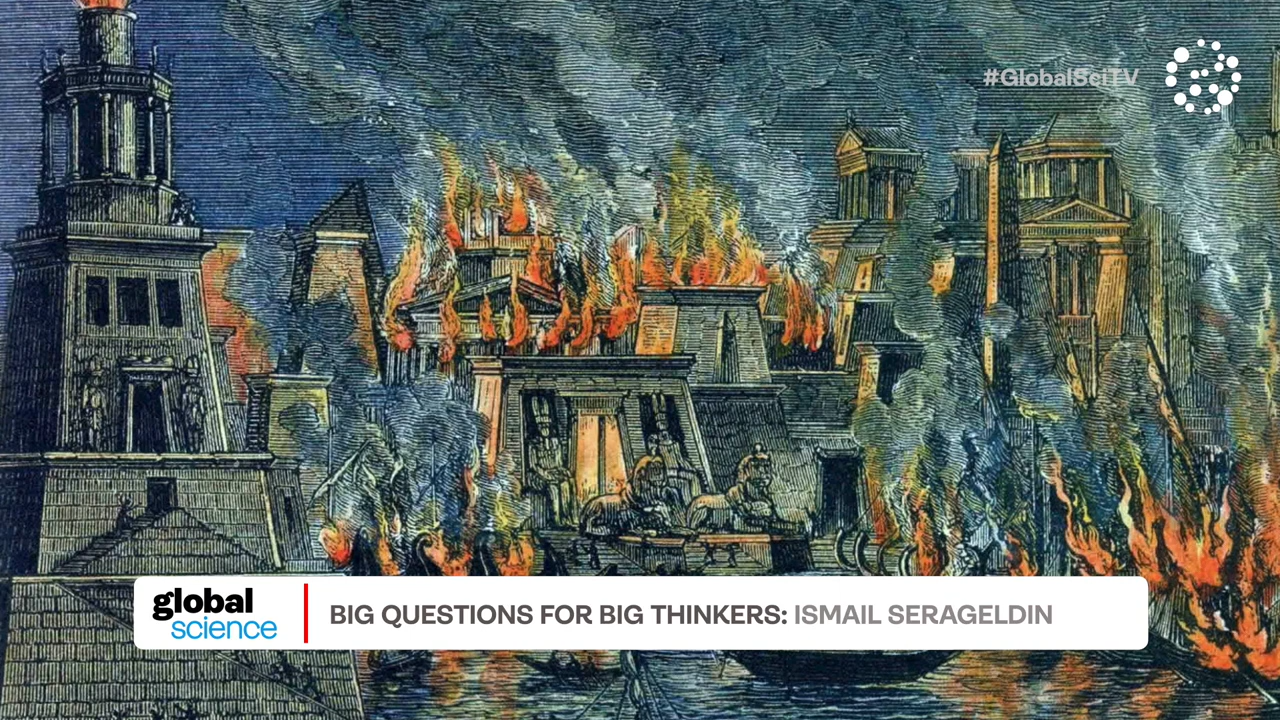 #GlobalSciTV
global
science
BIG QUESTIONS FOR BIG THINKERS: ISMAIL SERAGELDIN